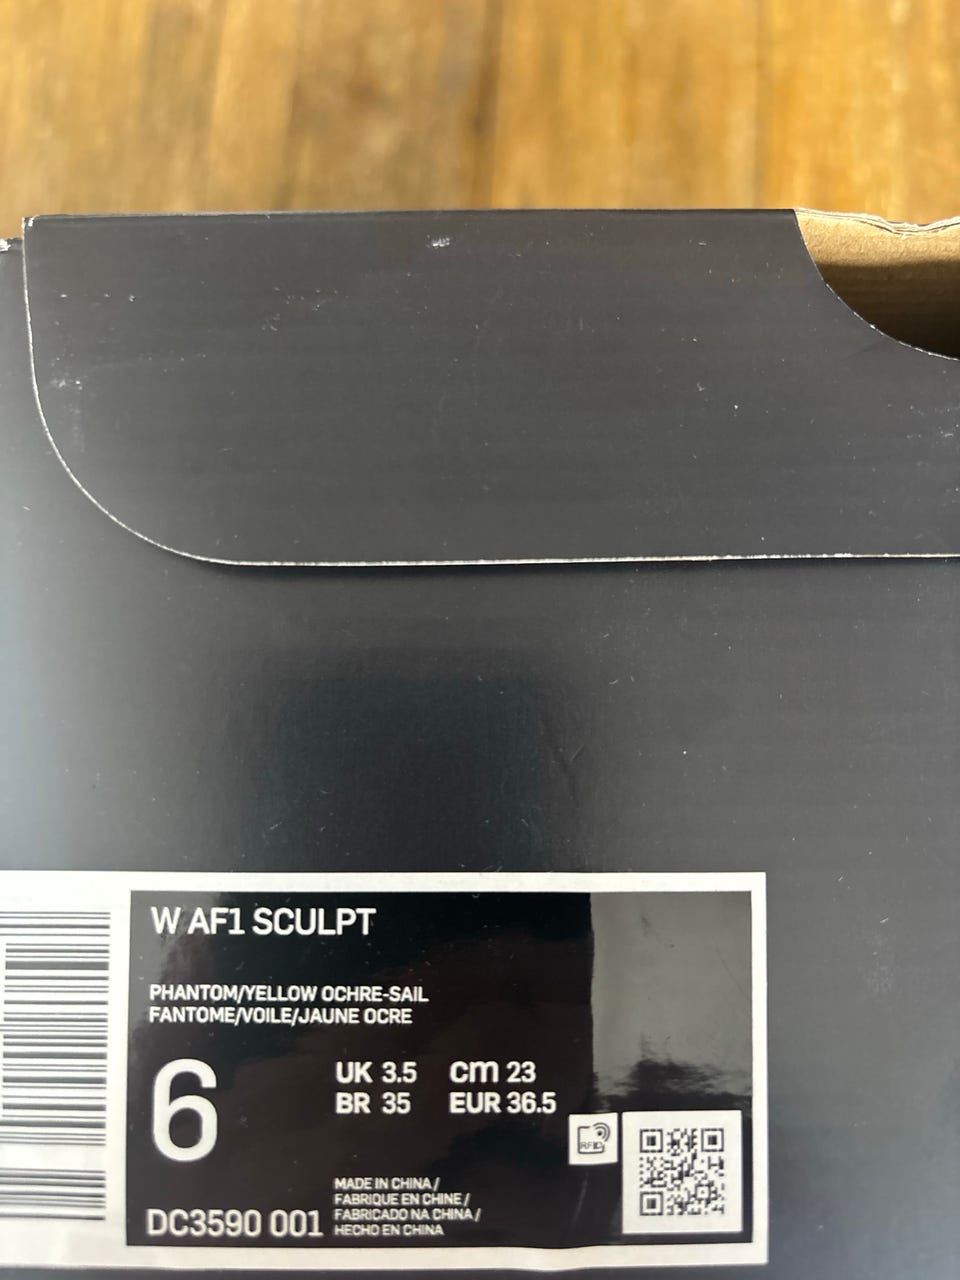 W AF1 SCULPT
PHANTOM/YELLOW OCHRE-SAIL
FANTOME/VOILE/JAUNE OCRE
6
UK 3.5 cm 23
BR 35 EUR 36.5
RFID
DC3590 001
MADE IN CHINA /
FABRIQUE EN CHINE /
FABRICADO NA CHINA /
HECHO EN CHINA